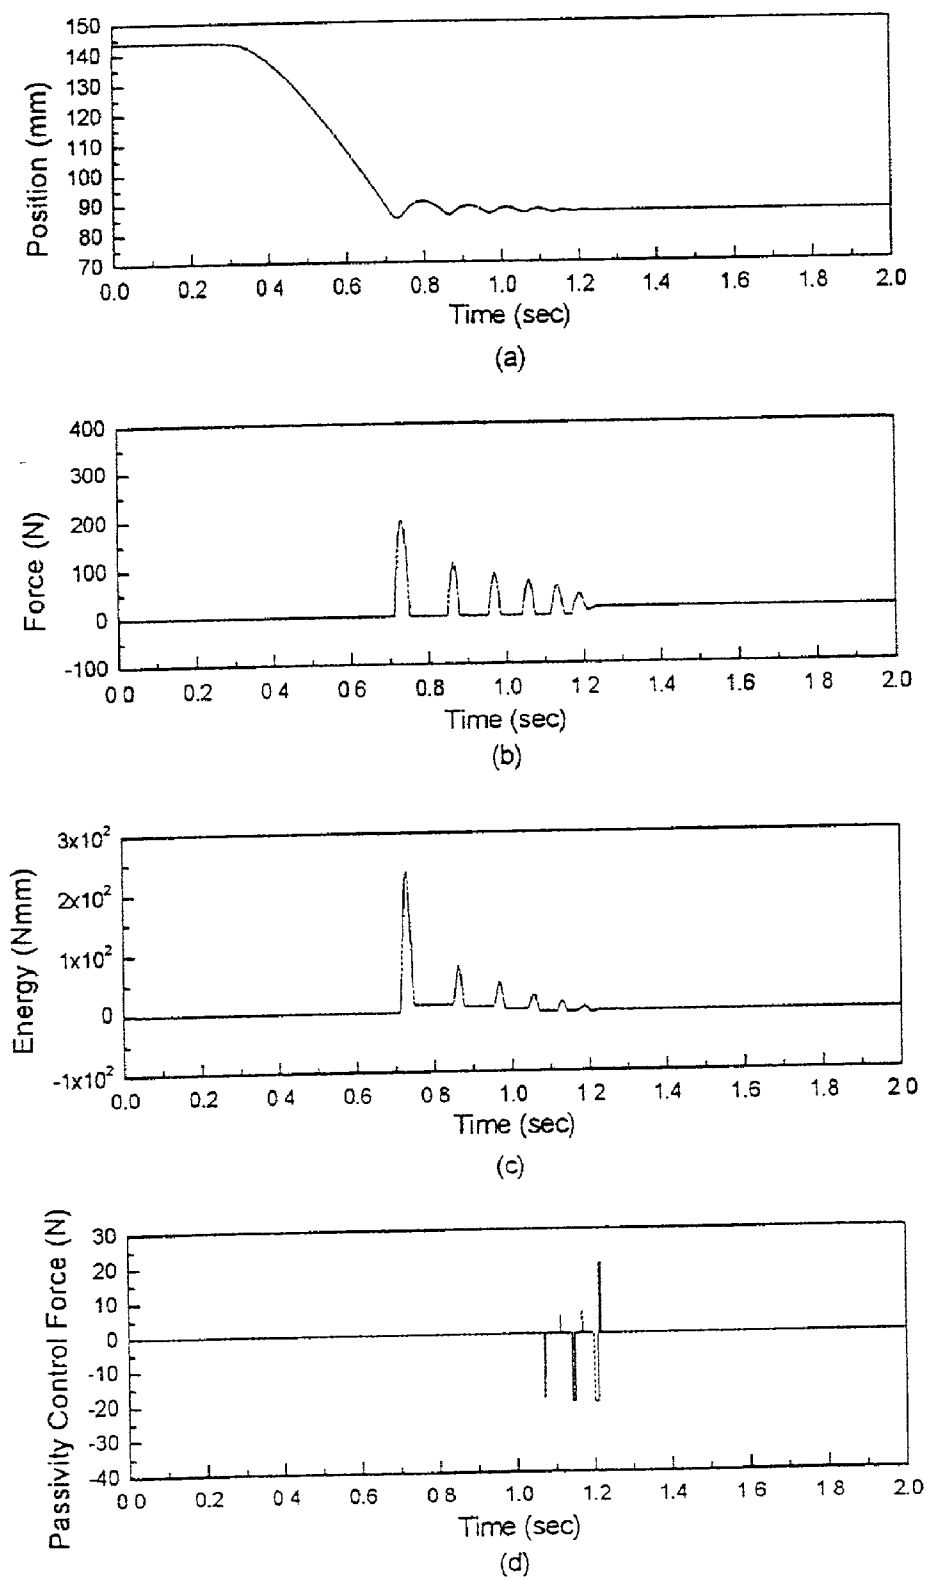 150
140
130
120
110
100
90
80
70
Position (mm)
0.0 0.2 0 4 0.6 0.8 1.0 1.2 1.4 1.6 1.8 2.0
Time (sec)
(a)
400
300
200
100
0
-100
Force (N)
0 0 0.2 0 4 0 6 0.8 1.0 1.2 1.4 1 6 1 8 2 0
Time (sec)
(b)
3x10²
2x10²
1x10²
0
-1x10²
Energy (Nmm)
0.0 0.2 0 4 0.6 0 8 1.0 1 2 1.4 1.6 1.8 2 0
Time (sec)
(c)
30
20
10
0
-10
-20
-30
-40
Passivity Control Force (N)
0 0 0.2 0 4 0.6 0.8 1.0 1.2 1.4 1.6 1.8 2.0
Time (sec)
(d)